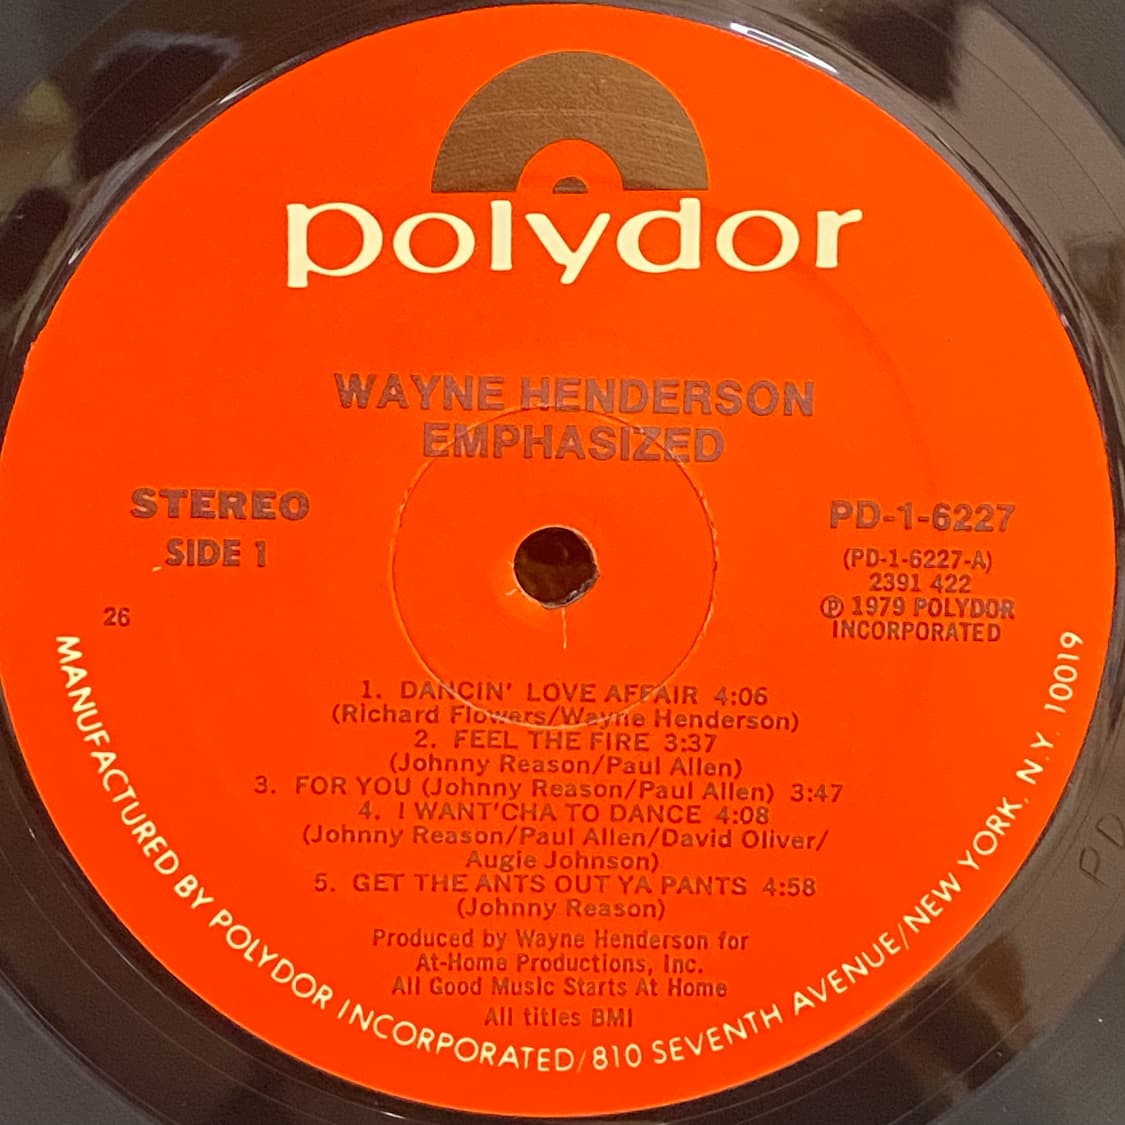 polydor
WAYNE HENDERSON
EMPHASIZED
STEREO
SIDE 1
26
PD-1-6227
(PD-1-6227-A)
2391 422
Ⓟ 1979 POLYDOR
INCORPORATED
1. DANCIN' LOVE AFFAIR 4:06
(Richard Flowers/Wayne Henderson)
2. FEEL THE FIRE 3:37
(Johnny Reason/Paul Allen)
3. FOR YOU (Johnny Reason/Paul Allen) 3:47
4. I WANT'CHA TO DANCE 4:08
(Johnny Reason/Paul Allen/David Oliver/
Augie Johnson)
5. GET THE ANTS OUT YA PANTS 4:58
(Johnny Reason)
Produced by Wayne Henderson for
At-Home Productions, Inc.
All Good Music Starts At Home
All titles BMI
MANUFACTURED BY POLYDOR INCORPORATED/810 SEVENTH AVENUE/NEW YORK, N.Y. 10019
PD